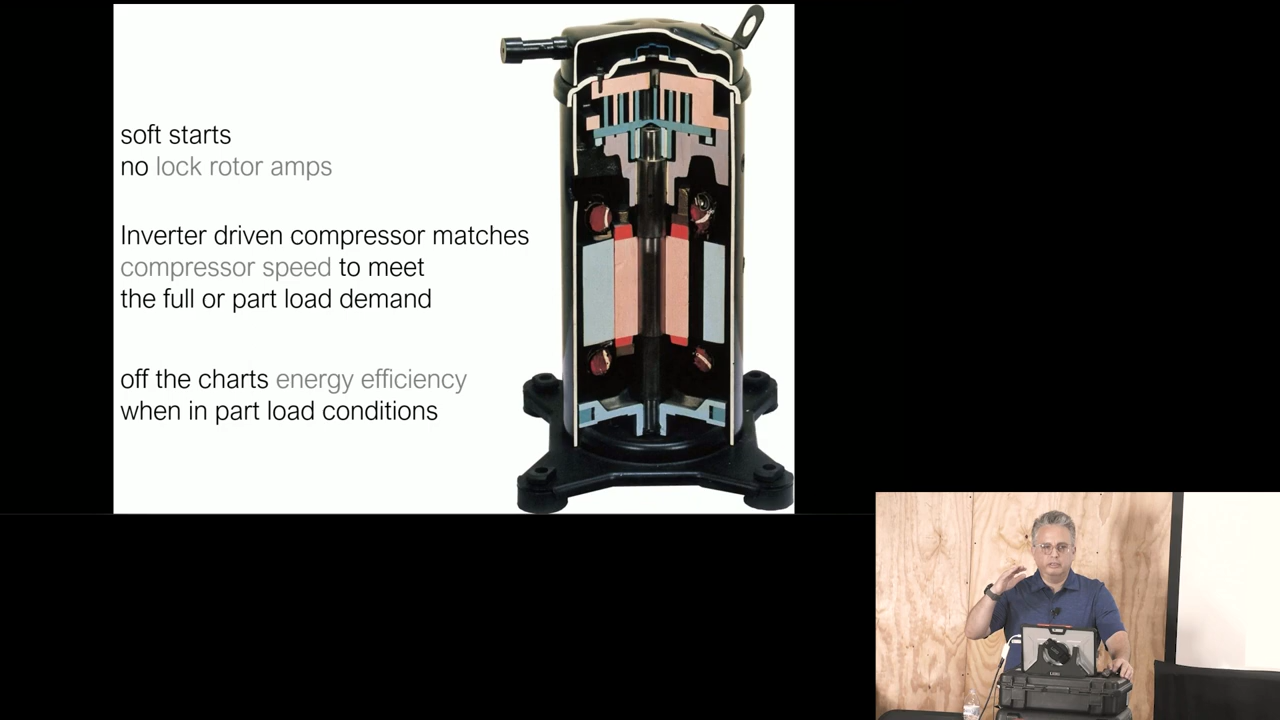 soft starts
no lock rotor amps
Inverter driven compressor matches
compressor speed to meet
the full or part load demand
off the charts energy efficiency
when in part load conditions